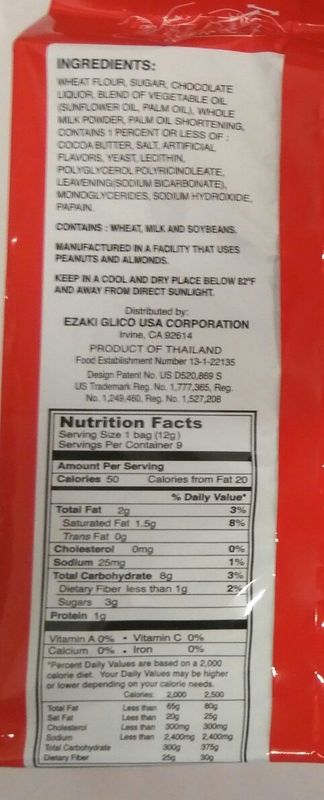 INGREDIENTS:
WHEAT FLOUR, SUGAR, CHOCOLATE
LIQUOR, BLEND OF VEGETABLE OIL
(SUNFLOWER OIL, PALM OIL), WHOLE
MILK POWDER, PALM OIL SHORTENING,
CONTAINS 1 PERCENT OR LESS OF :
COCOA BUTTER, SALT, ARTIFICIAL
FLAVORS, YEAST, LECITHIN,
POLYGLYCEROL POLYRICINOLEATE,
LEAVENING(SODIUM BICARBONATE),
MONOGLYCERIDES, SODIUM HYDROXIDE,
PAPAIN.
CONTAINS : WHEAT, MILK AND SOYBEANS.
MANUFACTURED IN A FACILITY THAT USES
PEANUTS AND ALMONDS.
KEEP IN A COOL AND DRY PLACE BELOW 82°F
AND AWAY FROM DIRECT SUNLIGHT.
Distributed by:
EZAKI GLICO USA CORPORATION
Irvine, CA 92614
PRODUCT OF THAILAND
Food Establishment Number 13-1-22135
Design Patent No. US D520,869 S
US Trademark Reg. No. 1,777,365, Reg.
No. 1,249,460, Reg. No. 1,527,208
Nutrition Facts
Serving Size 1 bag (12g)
Servings Per Container 9
Amount Per Serving
Calories 50 Calories from Fat 20
% Daily Value*
Total Fat 2g 3%
Saturated Fat 1.5g 8%
Trans Fat 0g
Cholesterol 0mg 0%
Sodium 25mg 1%
Total Carbohydrate 8g 3%
Dietary Fiber less than 1g 2%
Sugars 3g
Protein 1g
Vitamin A 0% • Vitamin C 0%
Calcium 0% • Iron 0%
*Percent Daily Values are based on a 2,000
calorie diet. Your Daily Values may be higher
or lower depending on your calorie needs.
Calories: 2,000 2,500
Total Fat Less than 65g 80g
Sat Fat Less than 20g 25g
Cholesterol Less than 300mg 300mg
Sodium Less than 2,400mg 2,400mg
Total Carbohydrate 300g 375g
Dietary Fiber 25g 30g